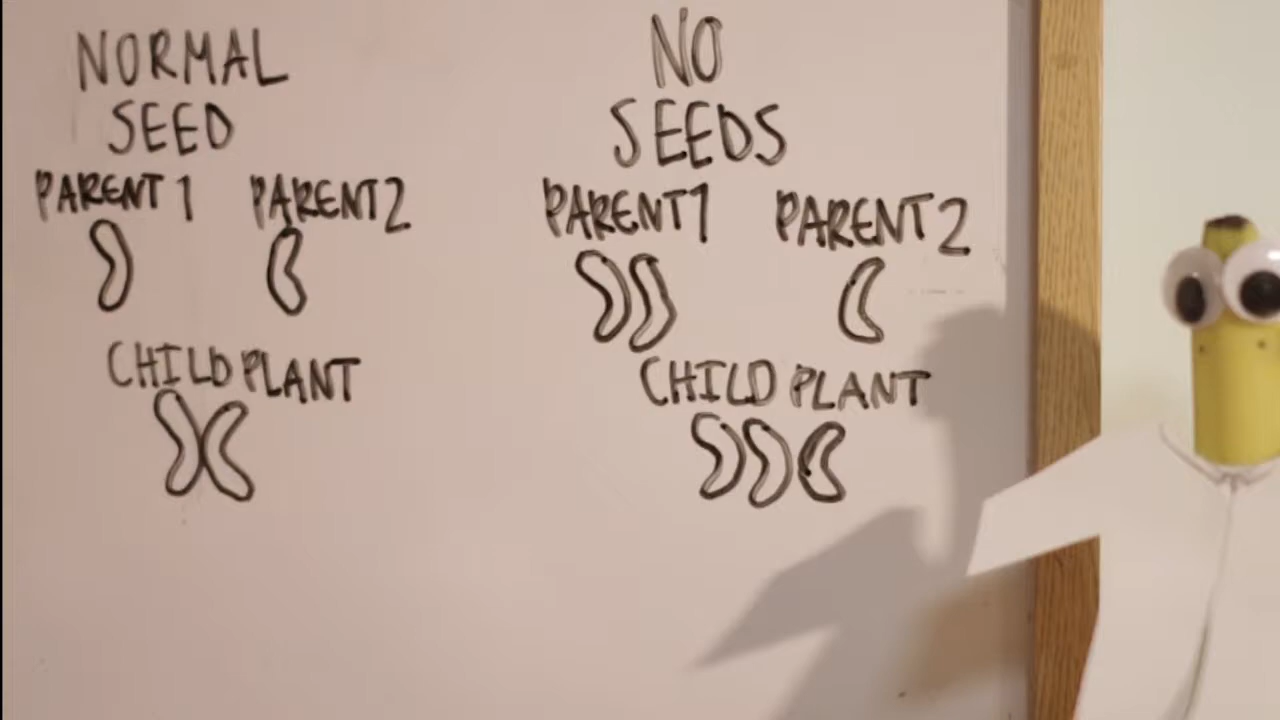 NORMAL
SEED
PARENT 1 PARENT 2
CHILD PLANT
NO
SEEDS
PARENT 1 PARENT 2
CHILD PLANT